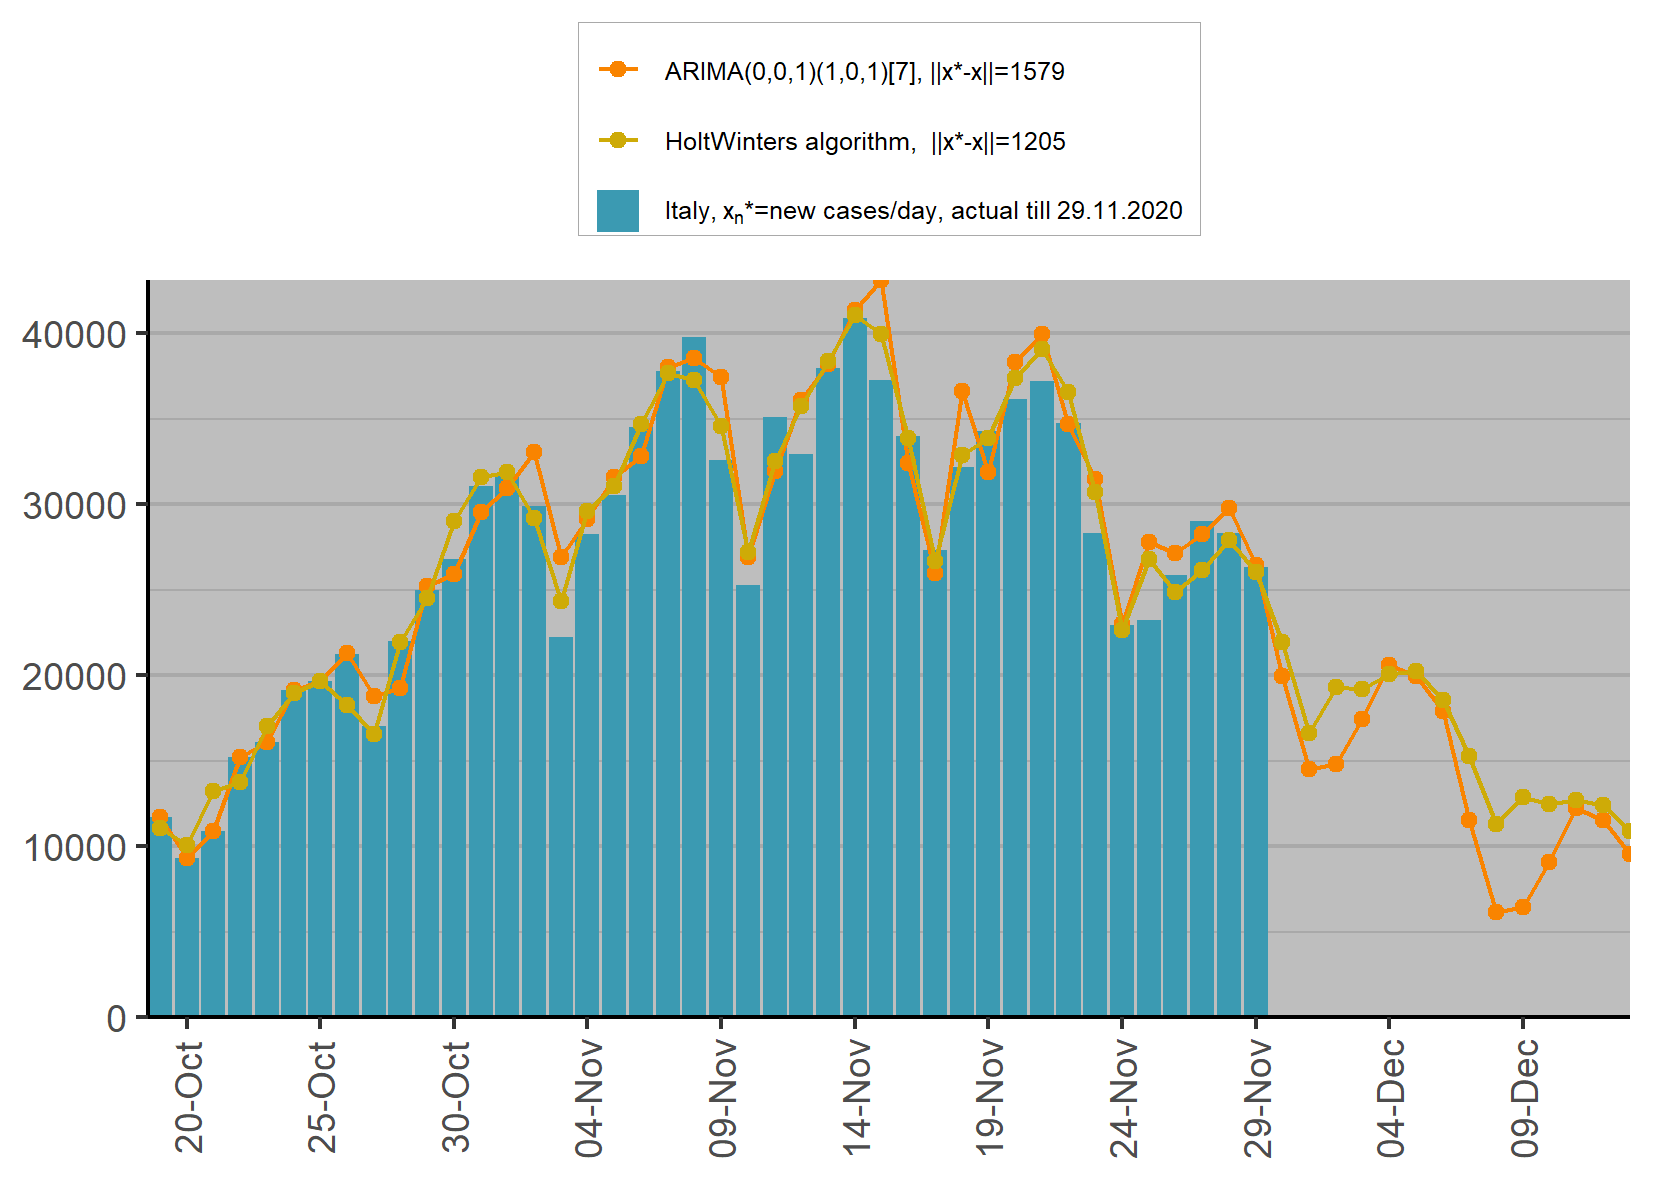 ARIMA(0,0,1)(1,0,1)[7], ||x*-x||=1579
HoltWinters algorithm,  ||x*-x||=1205
Italy, xn*=new cases/day, actual till 29.11.2020
40000
30000
20000
10000
0
20-Oct
25-Oct
30-Oct
04-Nov
09-Nov
14-Nov
19-Nov
24-Nov
29-Nov
04-Dec
09-Dec